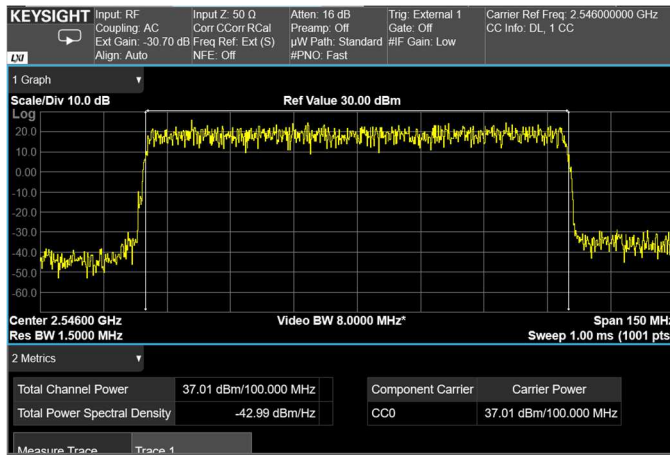 KEYSIGHT Input: RF Input Z: 50 Ω Atten: 16 dB Trig: External 1 Carrier Ref Freq: 2.546000000 GHz
Coupling: AC Corr CCorr RCal Preamp: Off Gate: Off CC Info: DL, 1 CC
Ext Gain: -30.70 dB Freq Ref: Ext (S) µW Path: Standard #IF Gain: Low
LXI Align: Auto NFE: Off #PNO: Fast
1 Graph
Scale/Div 10.0 dB Ref Value 30.00 dBm
Log
20.0
10.0
0.00
-10.0
-20.0
-30.0
-40.0
-50.0
-60.0
Center 2.54600 GHz Video BW 8.0000 MHz* Span 150 MHz
Res BW 1.5000 MHz Sweep 1.00 ms (1001 pts
2 Metrics
Total Channel Power 37.01 dBm/100.000 MHz Component Carrier Carrier Power
Total Power Spectral Density -42.99 dBm/Hz CC0 37.01 dBm/100.000 MHz
Measure Trace Trace 1